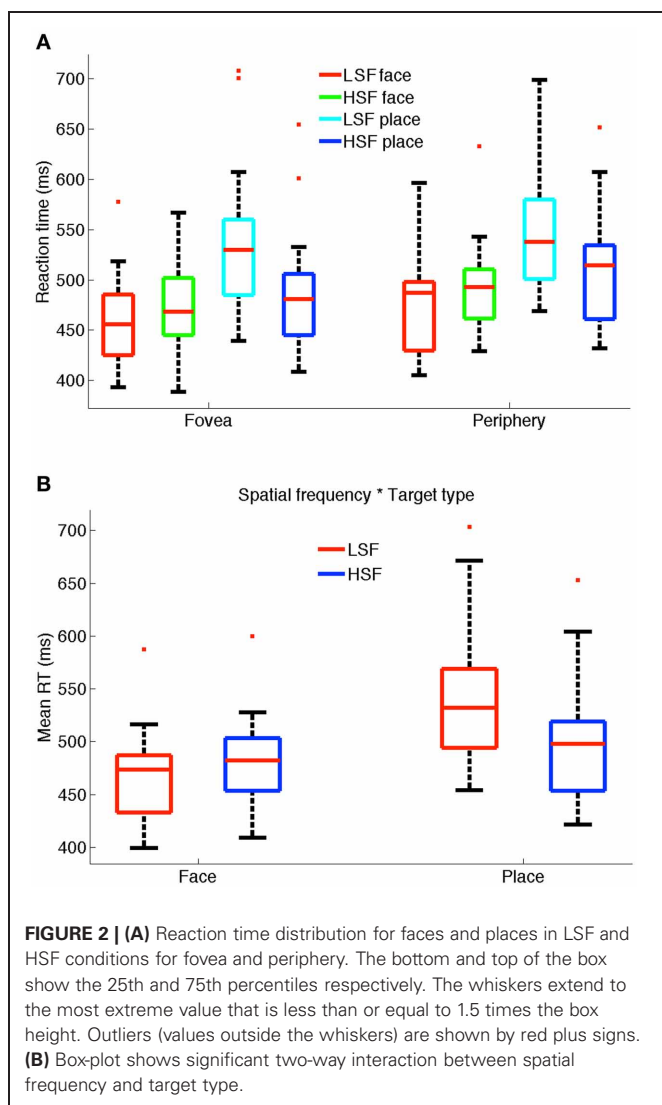 A
700
650
600
550
500
450
400
Reaction time (ms)
LSF face
HSF face
LSF place
HSF place
Fovea Periphery
B
Spatial frequency * Target type
700
650
600
550
500
450
400
Mean RT (ms)
LSF
HSF
Face Place
FIGURE 2 | (A) Reaction time distribution for faces and places in LSF and
HSF conditions for fovea and periphery. The bottom and top of the box
show the 25th and 75th percentiles respectively. The whiskers extend to
the most extreme value that is less than or equal to 1.5 times the box
height. Outliers (values outside the whiskers) are shown by red plus signs.
(B) Box-plot shows significant two-way interaction between spatial
frequency and target type.